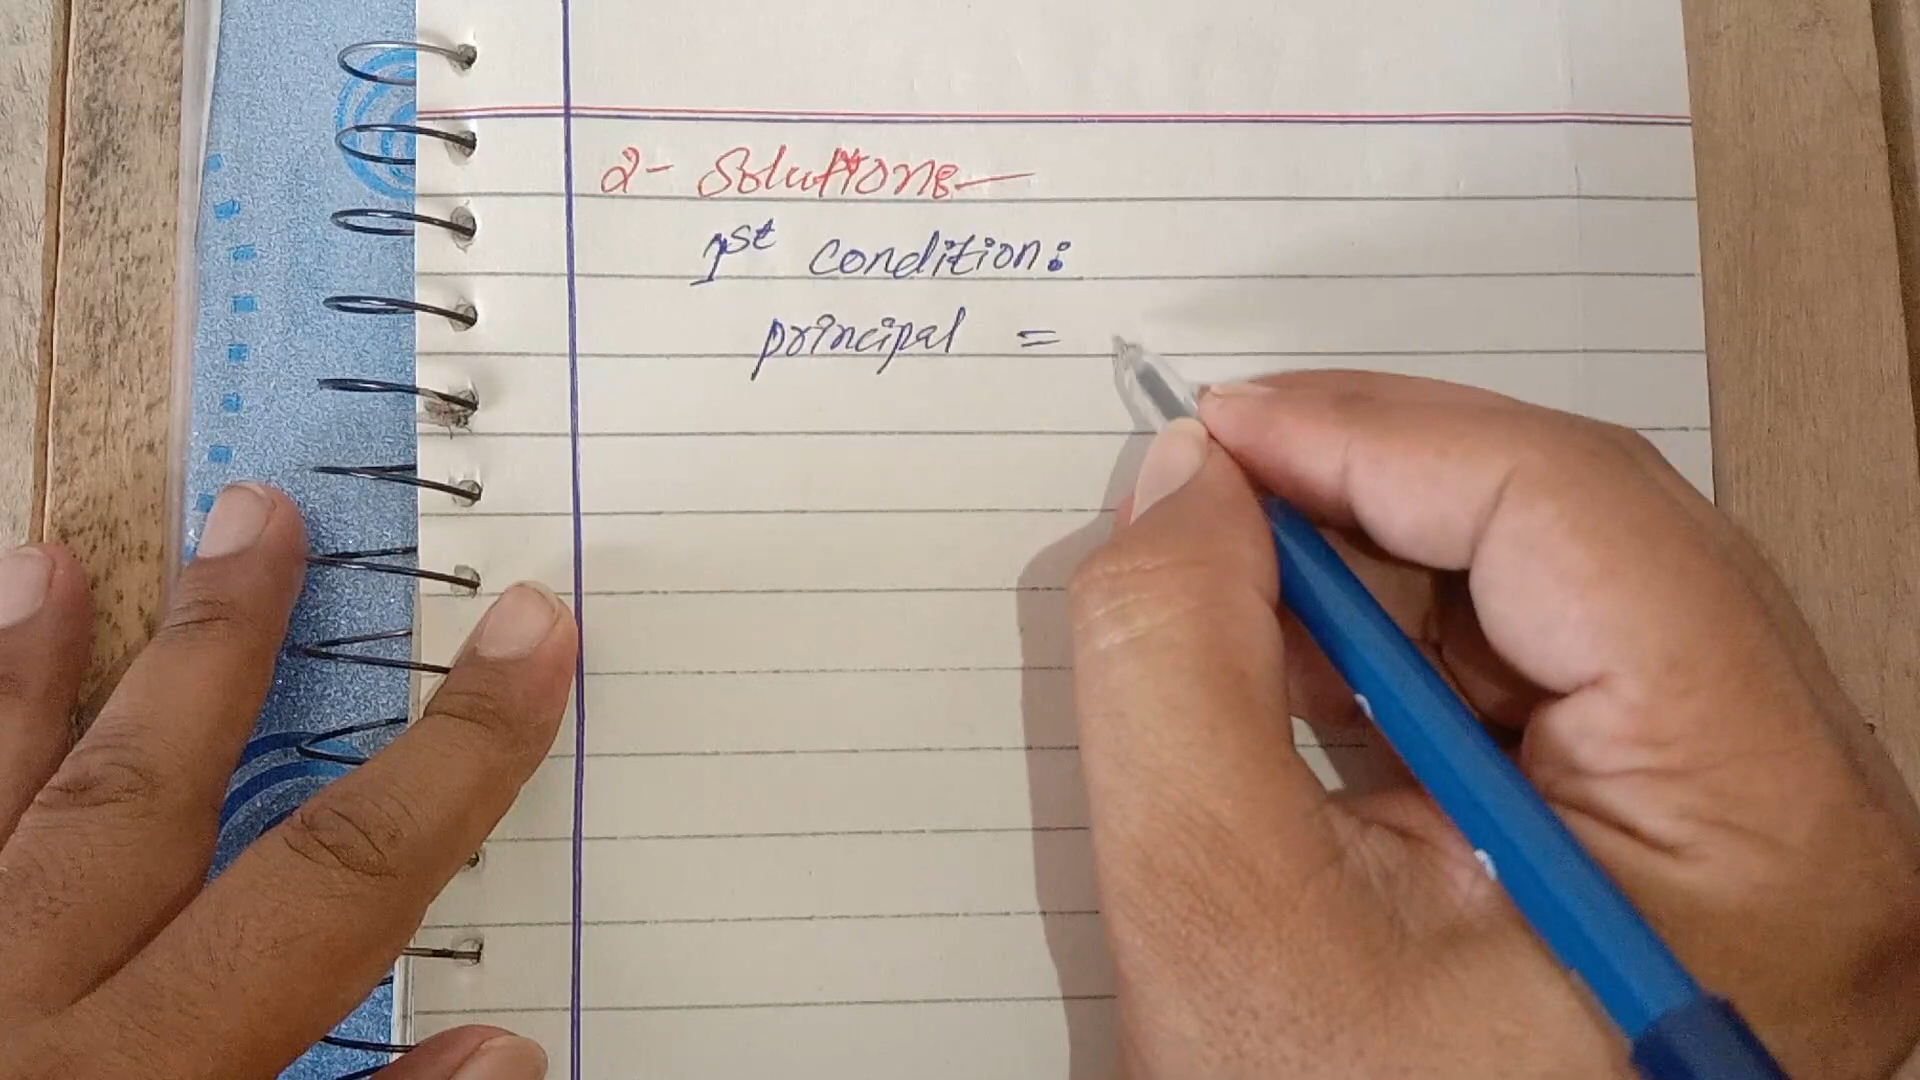 2- Solutions-
1st condition:
principal =